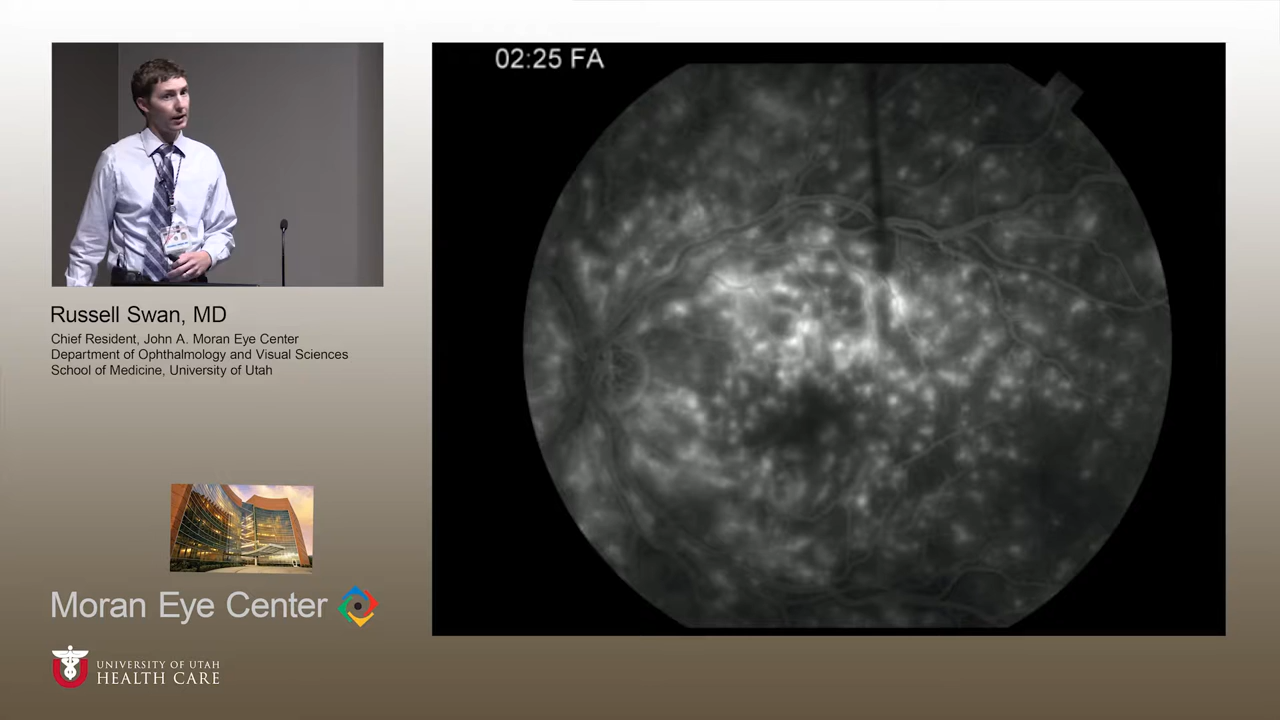 02:25 FA
Russell Swan, MD
Chief Resident, John A. Moran Eye Center
Department of Ophthalmology and Visual Sciences
School of Medicine, University of Utah
Moran Eye Center
UNIVERSITY OF UTAH
HEALTH CARE